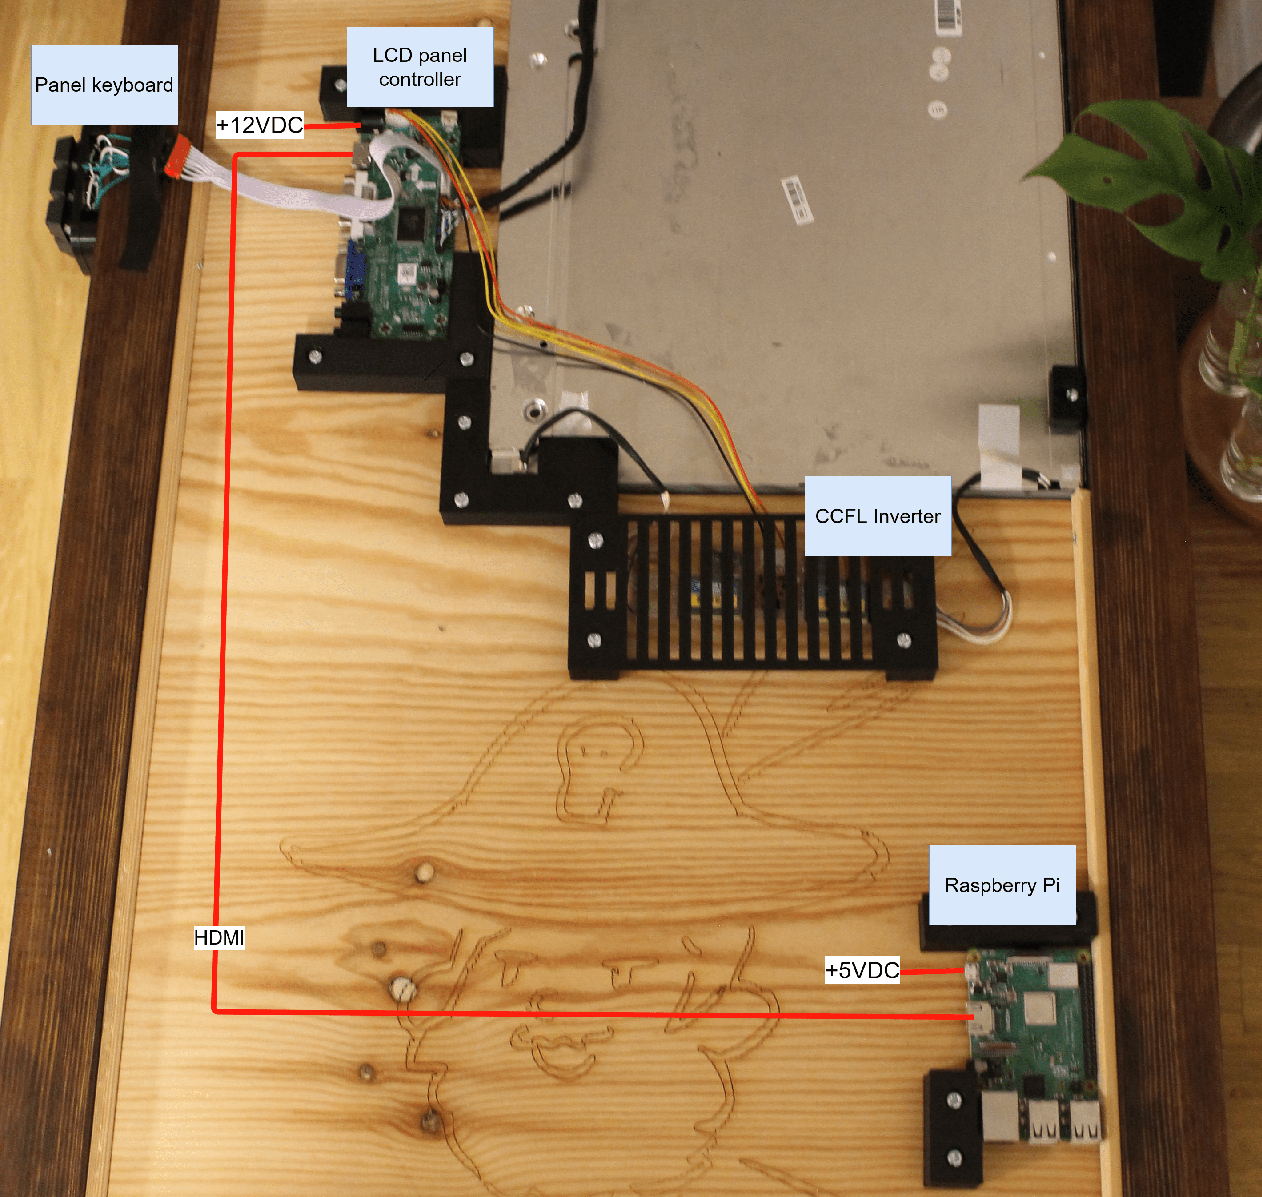 LCD panel
controller
Panel keyboard
+12VDC
CCFL Inverter
Raspberry Pi
HDMI
+5VDC